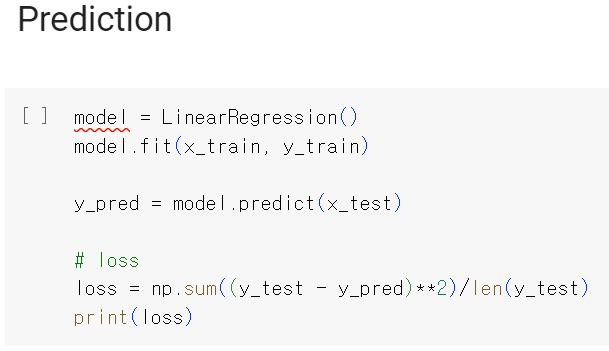 Prediction
[ ] model = LinearRegression()
model.fit(x_train, y_train)
y_pred = model.predict(x_test)
# loss
loss = np.sum((y_test - y_pred)**2)/len(y_test)
print(loss)